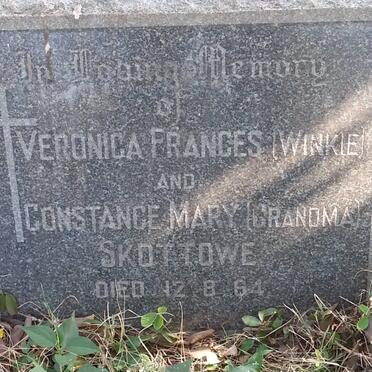 In Loving Memory
of
VERONICA FRANCES (WINKIE)
AND
CONSTANCE MARY (GRANDMA)
SKOTTOWE
DIED 12. 8. 64